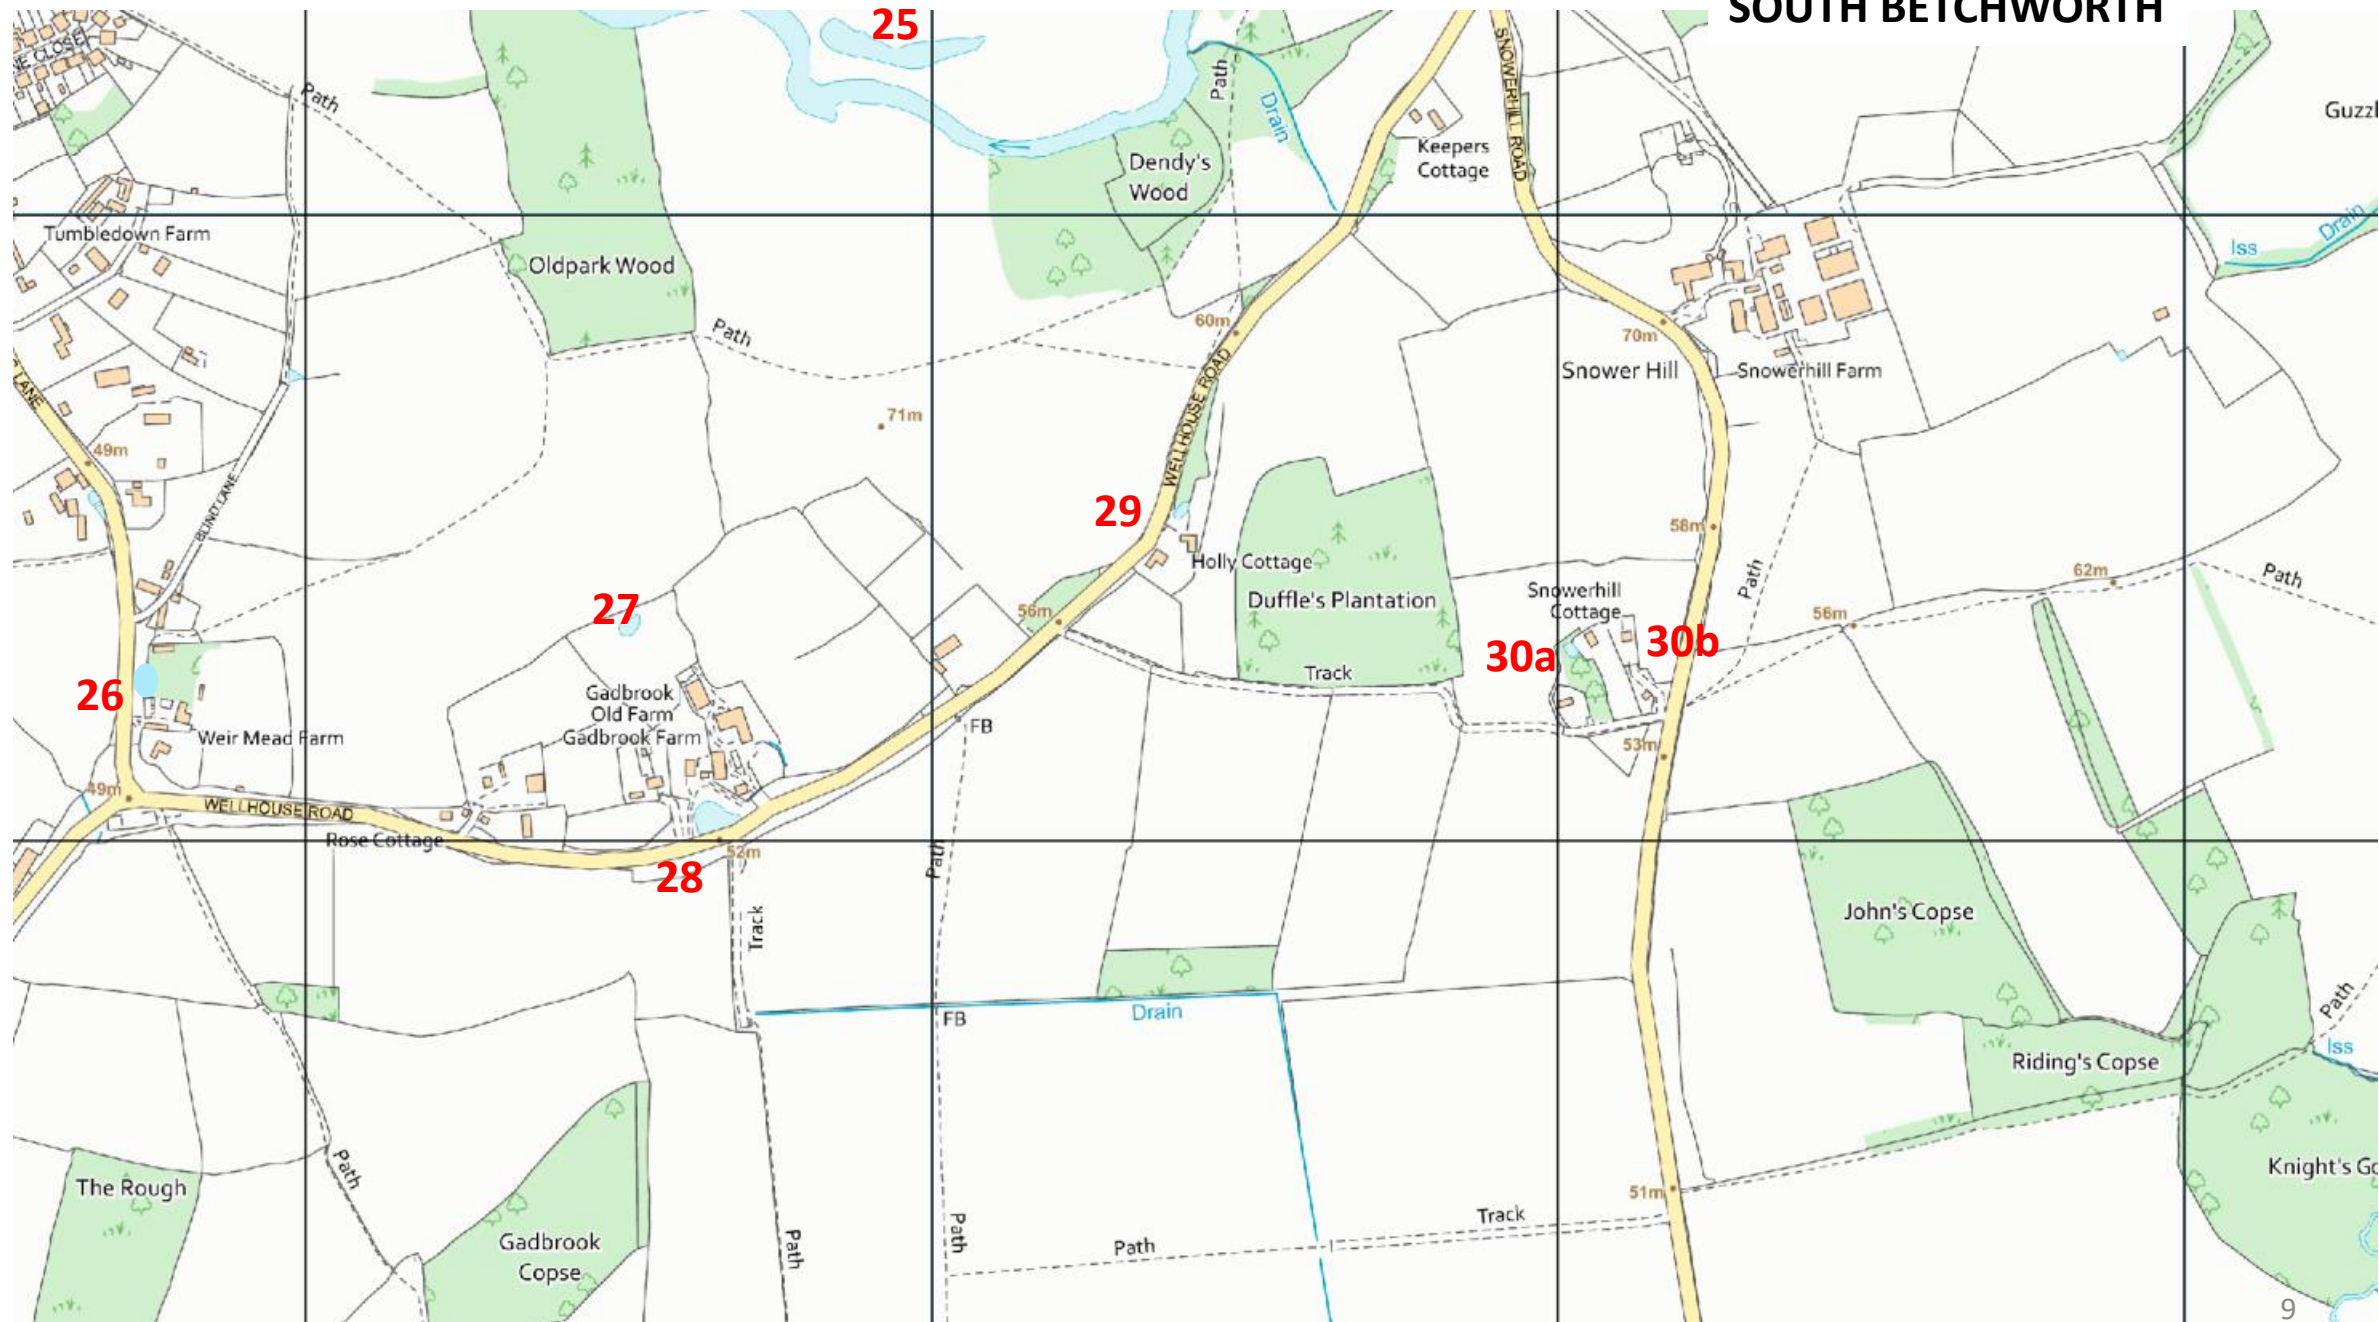 SOUTH BETCHWORTH
25
NE CLOSE
Path
Path
Drain
SNOWERHILL ROAD
Keepers
Cottage
Dendy's
Wood
Tumbledown Farm
Oldpark Wood
Iss
Drain
Path
60m
70m
Snower Hill
Snowerhill Farm
LANE
71m
WELLHOUSE ROAD
49m
BLIND LANE
29
58m
Holly Cottage
Duffle's Plantation
Snowerhill
Cottage
Path
62m
Path
56m
27
56m
30a
30b
Track
26
Gadbrook
Old Farm
Gadbrook Farm
Weir Mead Farm
FB
53m
49m
WELLHOUSE ROAD
Rose Cottage
52m
Path
28
Track
John's Copse
FB
Drain
Path
Iss
Riding's Copse
Path
The Rough
Knight's
51m
Track
Path
Path
Path
Gadbrook
Copse
9